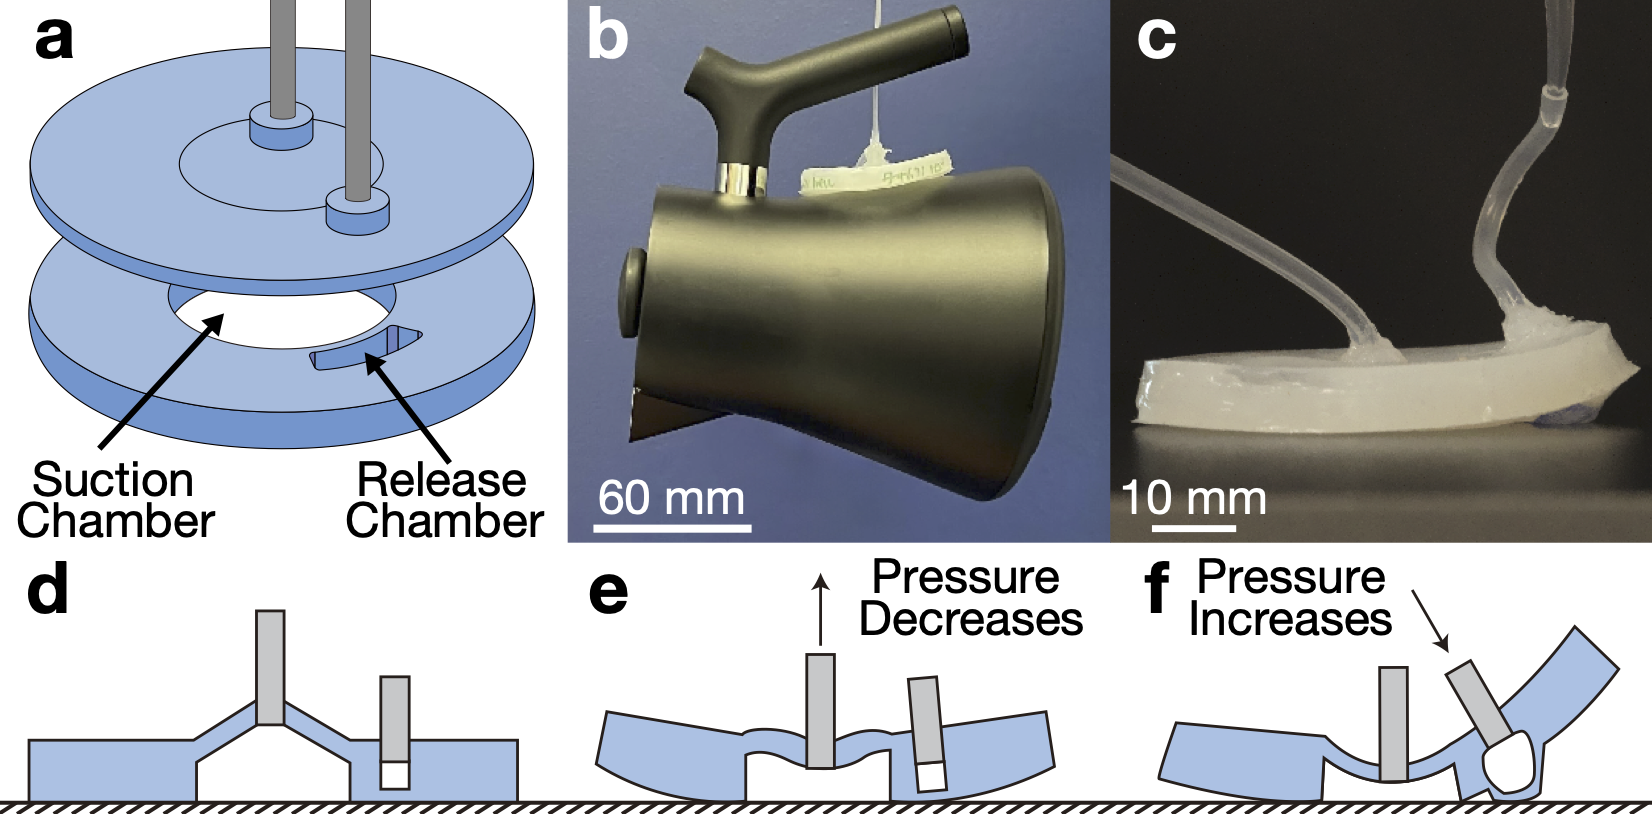 a
Suction
Chamber
Release
Chamber
b
60 mm
c
10 mm
d
e
Pressure
Decreases
f
Pressure
Increases